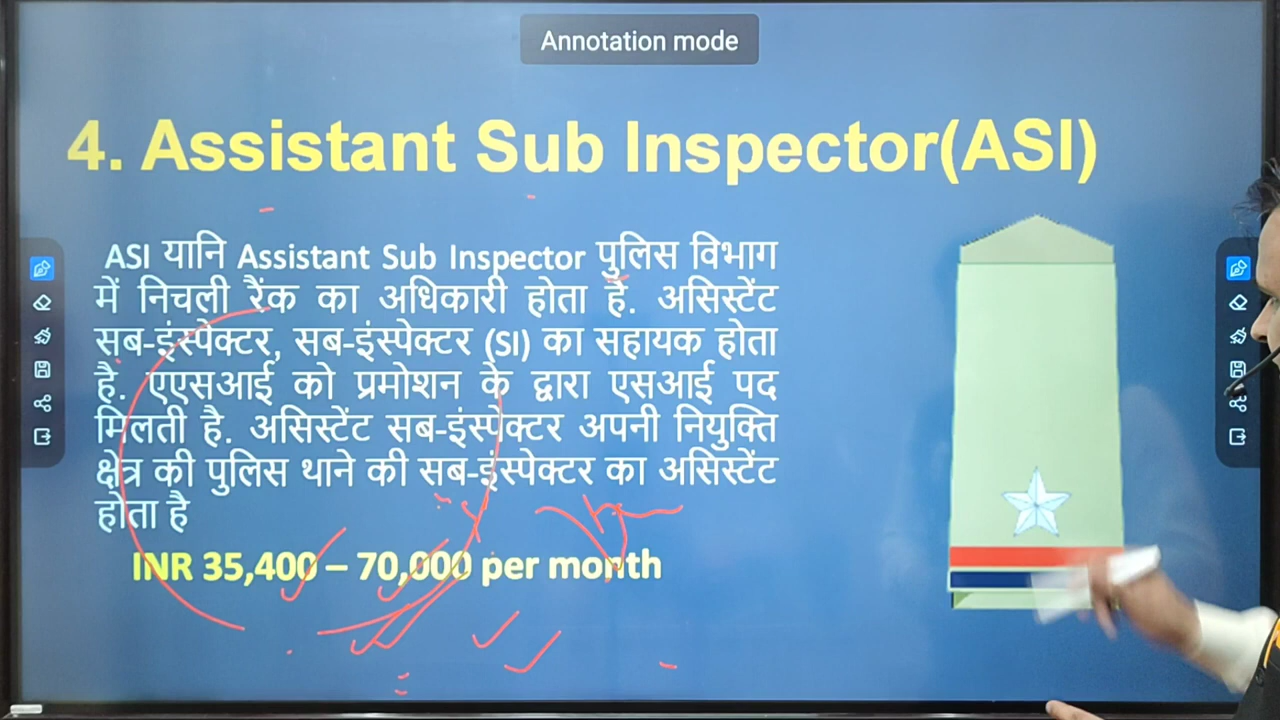 Annotation mode
4. Assistant Sub Inspector(ASI)
ASI यानि Assistant Sub Inspector पुलिस विभाग
में निचली रैंक का अधिकारी होता है. असिस्टेंट
सब-इंस्पेक्टर, सब-इंस्पेक्टर (SI) का सहायक होता
है. एएसआई को प्रमोशन के द्वारा एसआई पद
मिलती है. असिस्टेंट सब-इंस्पेक्टर अपनी नियुक्ति
क्षेत्र की पुलिस थाने की सब-इंस्पेक्टर का असिस्टेंट
होता है
INR 35,400 – 70,000 per month